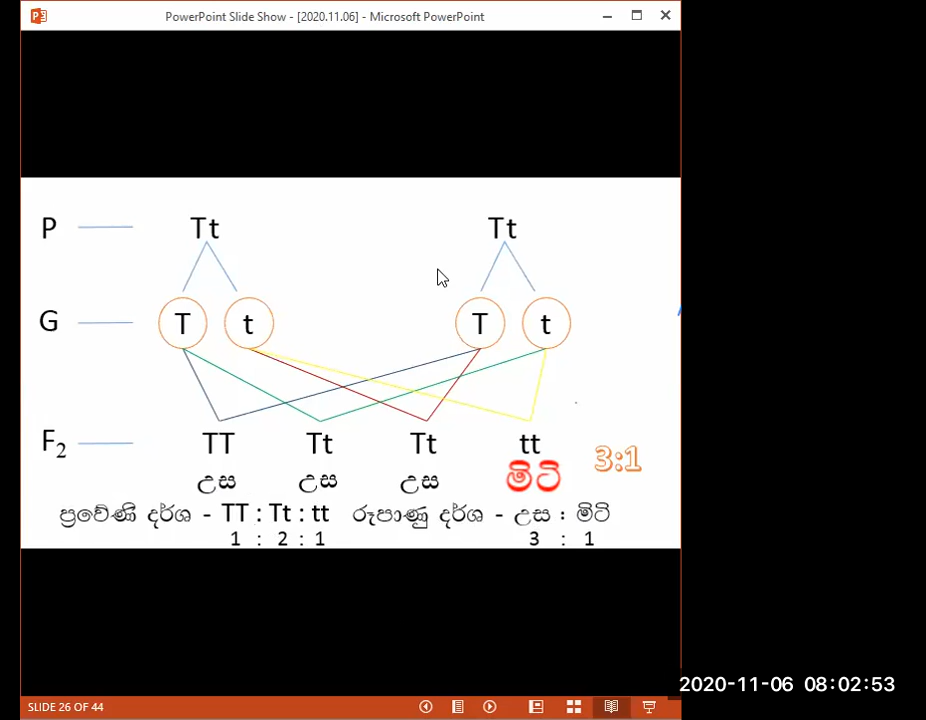 PowerPoint Slide Show - [2020.11.06] - Microsoft PowerPoint
P Tt Tt
G T t T t
F₂ TT Tt Tt tt 3:1
උස උස උස මිටි
ප්‍රවේණි දර්ශ - TT : Tt : tt රූපාණු දර්ශ - උස : මිටි
1 : 2 : 1 3 : 1
2020-11-06 08:02:53
SLIDE 26 OF 44